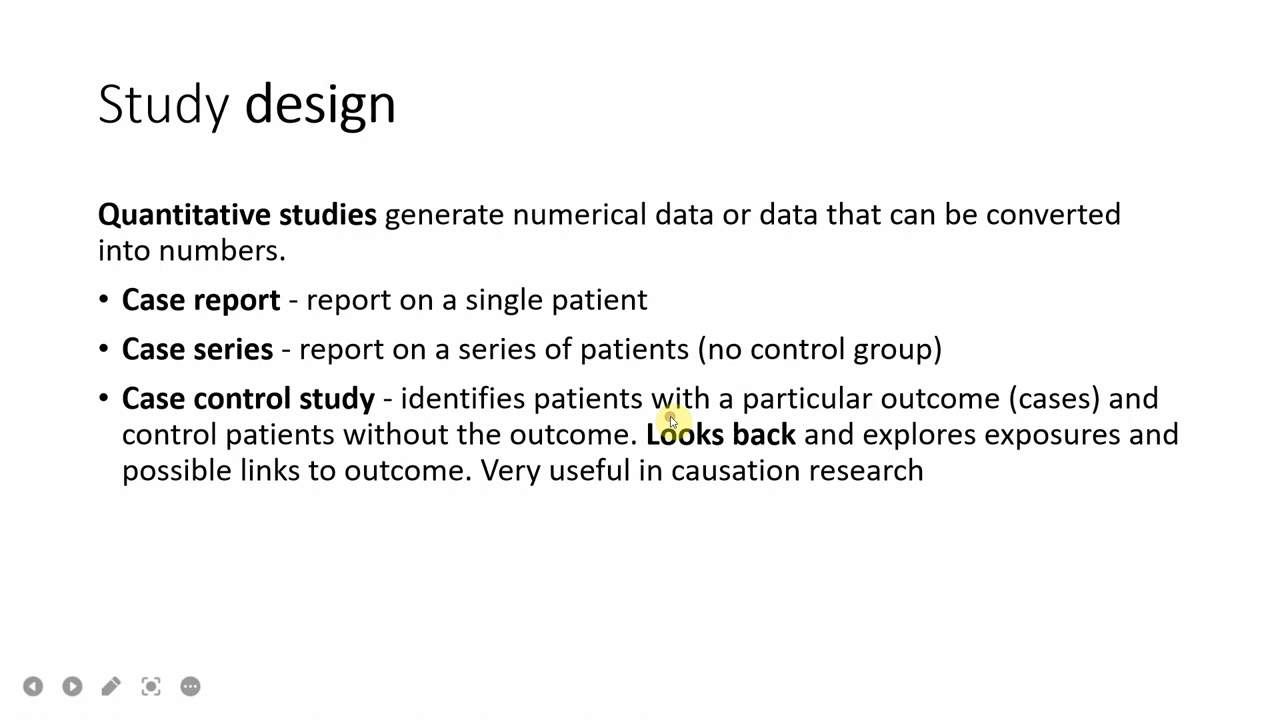 Study design
Quantitative studies generate numerical data or data that can be converted
into numbers.
• Case report - report on a single patient
• Case series - report on a series of patients (no control group)
• Case control study - identifies patients with a particular outcome (cases) and
control patients without the outcome. Looks back and explores exposures and
possible links to outcome. Very useful in causation research